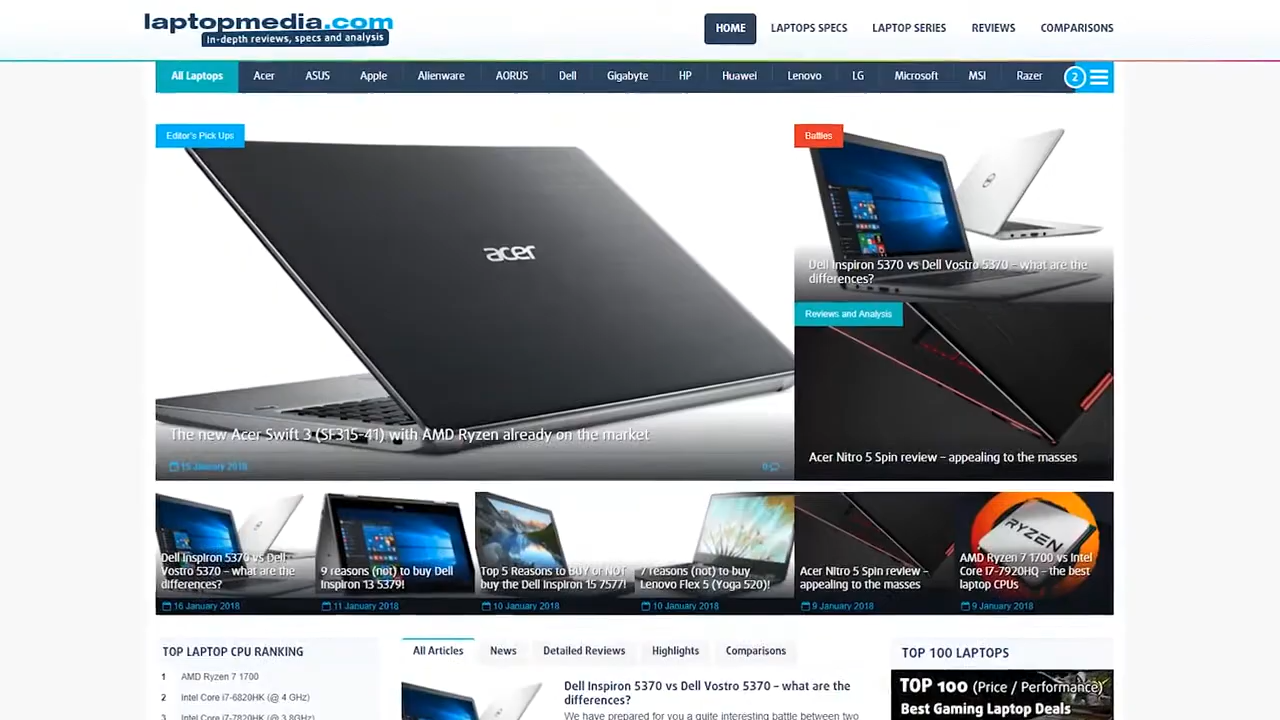 laptopmedia.com
In-depth reviews, specs and analysis
HOME
LAPTOPS SPECS
LAPTOP SERIES
REVIEWS
COMPARISONS
All Laptops
Acer
ASUS
Apple
Alienware
AORUS
Dell
Gigabyte
HP
Huawei
Lenovo
LG
Microsoft
MSI
Razer
2
Editor's Pick Ups
acer
The new Acer Swift 3 (SF315-41) with AMD Ryzen already on the market
15 January 2018
0
Battles
Dell Inspiron 5370 vs Dell Vostro 5370 – what are the
differences?
Reviews and Analysis
Acer Nitro 5 Spin review – appealing to the masses
Dell Inspiron 5370 vs Dell
Vostro 5370 – what are the
differences?
16 January 2018
9 reasons (not) to buy Dell
Inspiron 13 5379!
11 January 2018
Top 5 Reasons to BUY or NOT
buy the Dell Inspiron 15 7577!
10 January 2018
7 reasons (not) to buy
Lenovo Flex 5 (Yoga 520)!
10 January 2018
Acer Nitro 5 Spin review –
appealing to the masses
9 January 2018
RYZEN
AMD Ryzen 7 1700 vs Intel
Core i7-7920HQ – the best
laptop CPUs
9 January 2018
TOP LAPTOP CPU RANKING
1 AMD Ryzen 7 1700
2 Intel Core i7-6820HK (@ 4 GHz)
3 Intel Core i7-7820HK (@ 3.8GHz)
All Articles
News
Detailed Reviews
Highlights
Comparisons
Dell Inspiron 5370 vs Dell Vostro 5370 – what are the
differences?
We have prepared for you a quite interesting battle between two
TOP 100 LAPTOPS
TOP 100 (Price / Performance)
Best Gaming Laptop Deals